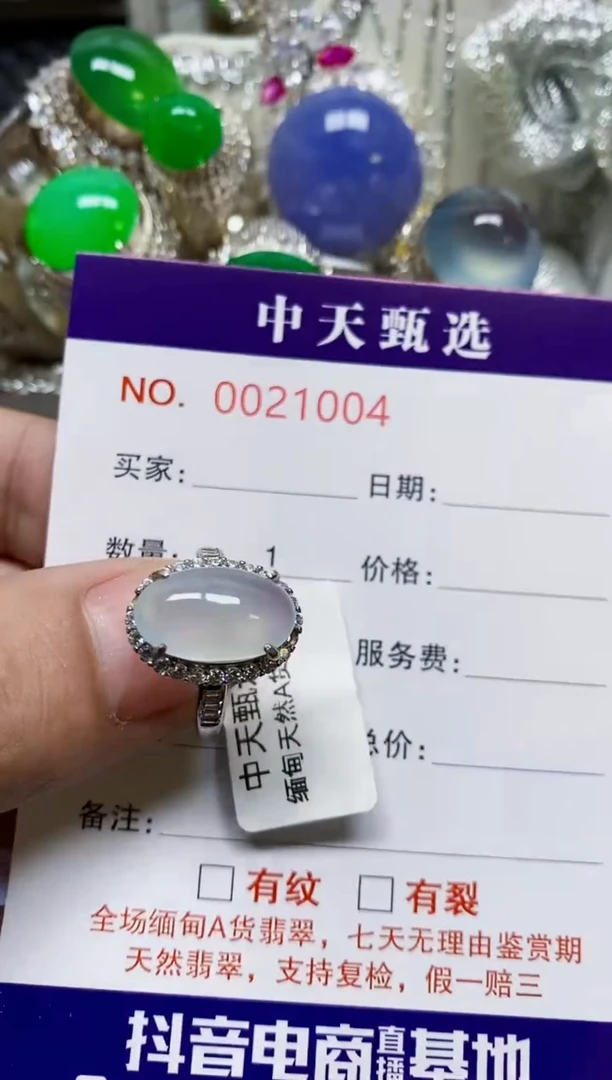 中天甄选
NO. 0021004
买家: 日期:
数量: 1 价格:
服务费:
总价:
中天甄
缅甸天然A货
备注:
有纹 有裂
全场缅甸A货翡翠，七天无理由鉴赏期
天然翡翠，支持复检，假一赔三
抖音电商直播基地